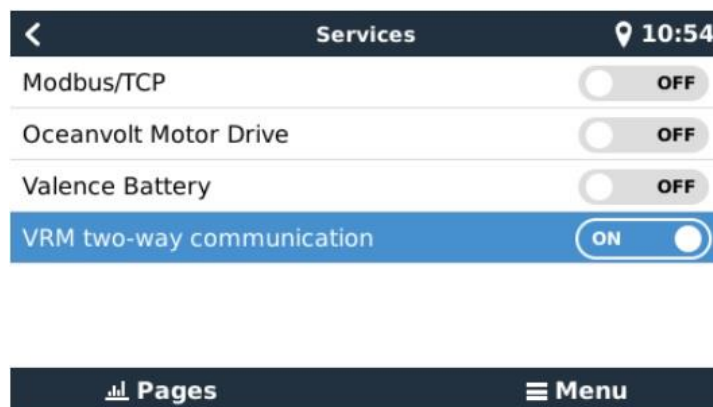 Services 10:54
Modbus/TCP OFF
Oceanvolt Motor Drive OFF
Valence Battery OFF
VRM two-way communication ON
Pages Menu